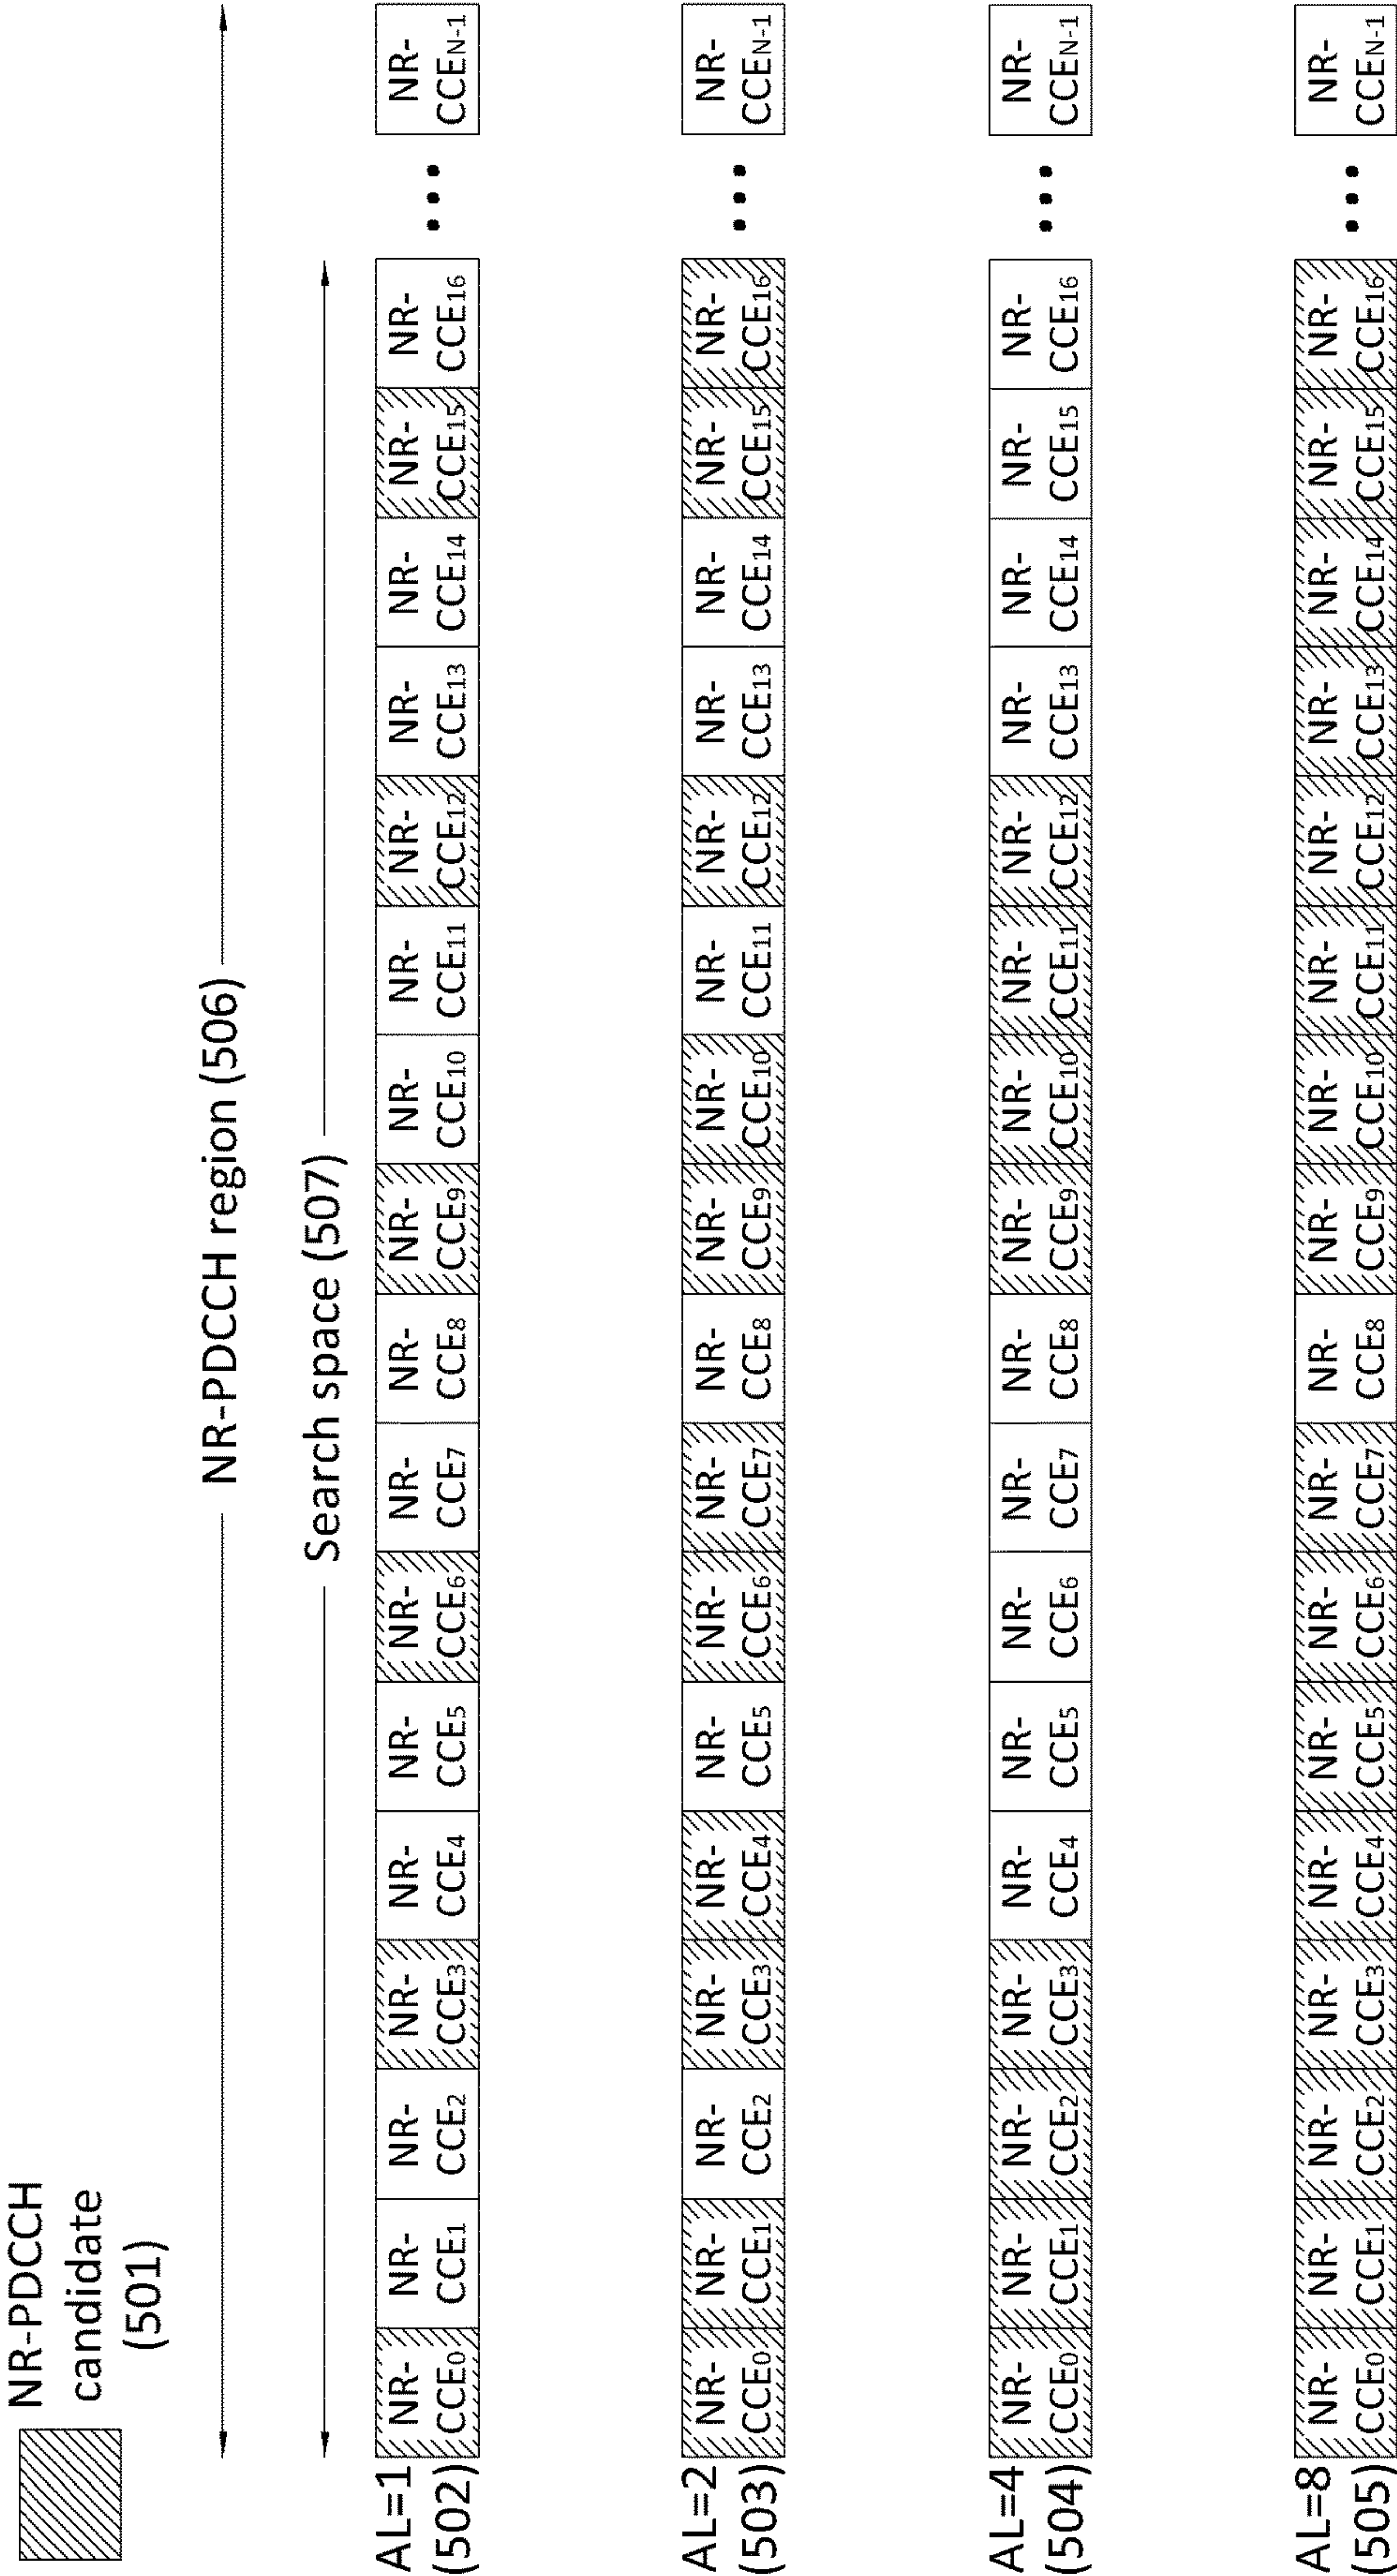 NR-PDCCH
candidate
(501)
NR-PDCCH region (506)
Search space (507)
AL=1 NR- NR- NR- NR- NR- NR- NR- NR- NR- NR- NR- NR- NR- NR- NR- NR- NR- ••• NR-
(502) CCE0 CCE1 CCE2 CCE3 CCE4 CCE5 CCE6 CCE7 CCE8 CCE9 CCE10 CCE11 CCE12 CCE13 CCE14 CCE15 CCE16 CCEN-1
AL=2 NR- NR- NR- NR- NR- NR- NR- NR- NR- NR- NR- NR- NR- NR- NR- NR- NR- ••• NR-
(503) CCE0 CCE1 CCE2 CCE3 CCE4 CCE5 CCE6 CCE7 CCE8 CCE9 CCE10 CCE11 CCE12 CCE13 CCE14 CCE15 CCE16 CCEN-1
AL=4 NR- NR- NR- NR- NR- NR- NR- NR- NR- NR- NR- NR- NR- NR- NR- NR- NR- ••• NR-
(504) CCE0 CCE1 CCE2 CCE3 CCE4 CCE5 CCE6 CCE7 CCE8 CCE9 CCE10 CCE11 CCE12 CCE13 CCE14 CCE15 CCE16 CCEN-1
AL=8 NR- NR- NR- NR- NR- NR- NR- NR- NR- NR- NR- NR- NR- NR- NR- NR- NR- ••• NR-
(505) CCE0 CCE1 CCE2 CCE3 CCE4 CCE5 CCE6 CCE7 CCE8 CCE9 CCE10 CCE11 CCE12 CCE13 CCE14 CCE15 CCE16 CCEN-1